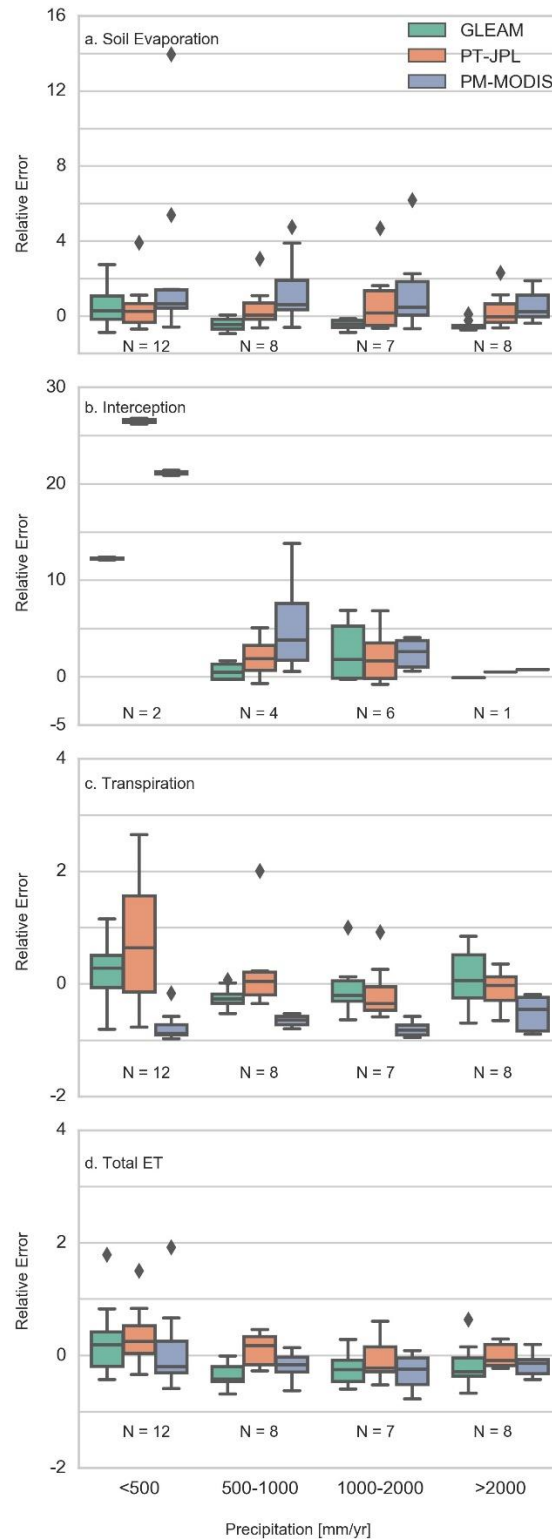 16
a. Soil Evaporation
GLEAM
PT-JPL
PM-MODIS
12
8
4
0
Relative Error
N = 12 N = 8 N = 7 N = 8
30
b. Interception
20
10
0
-5
Relative Error
N = 2 N = 4 N = 6 N = 1
4
c. Transpiration
2
0
-2
Relative Error
N = 12 N = 8 N = 7 N = 8
4
d. Total ET
2
0
-2
Relative Error
N = 12 N = 8 N = 7 N = 8
<500 500-1000 1000-2000 >2000
Precipitation [mm/yr]